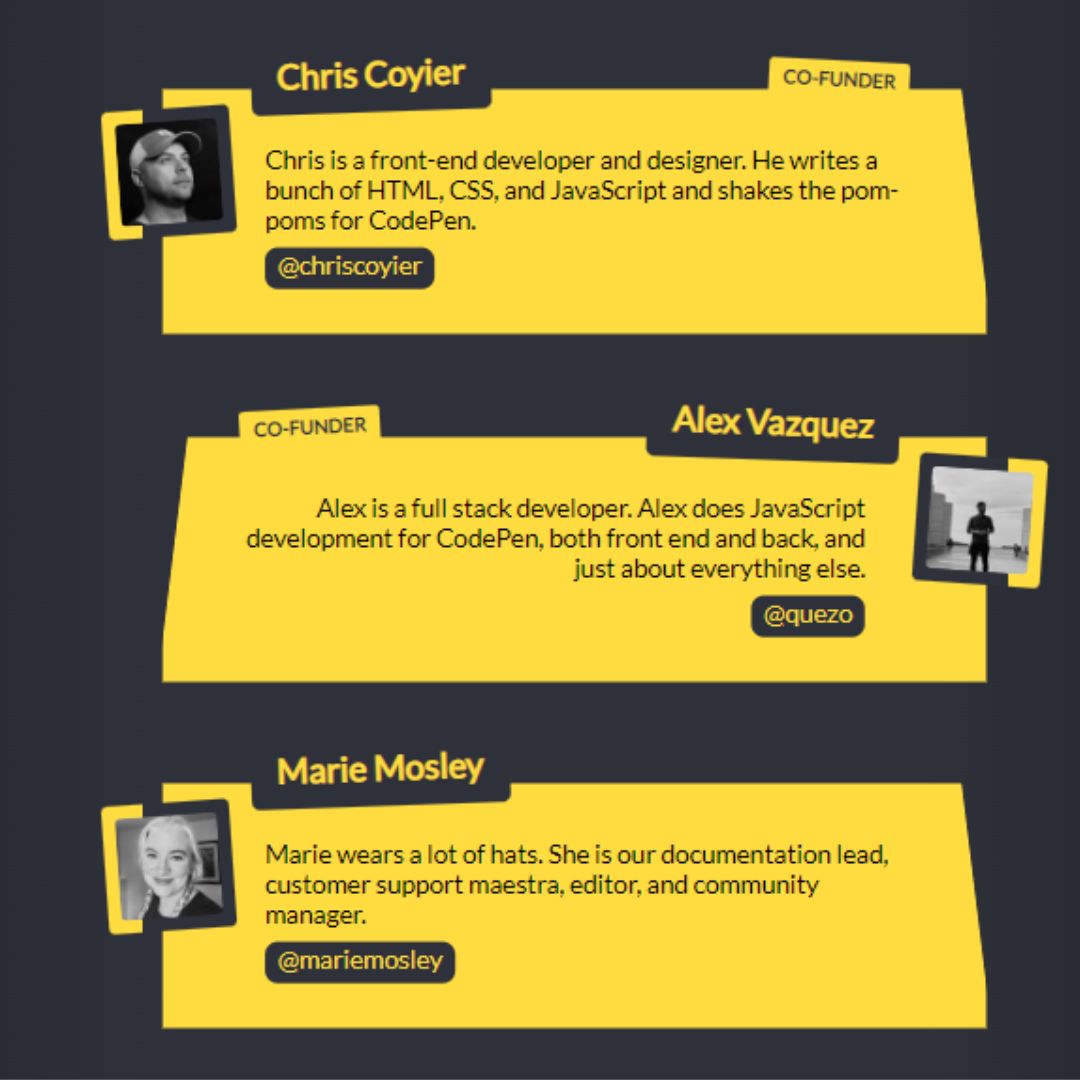 Chris Coyier
CO-FUNDER
Chris is a front-end developer and designer. He writes a
bunch of HTML, CSS, and JavaScript and shakes the pom-
poms for CodePen.
@chriscoyier
CO-FUNDER
Alex Vazquez
Alex is a full stack developer. Alex does JavaScript
development for CodePen, both front end and back, and
just about everything else.
@quezo
Marie Mosley
Marie wears a lot of hats. She is our documentation lead,
customer support maestra, editor, and community
manager.
@mariemosley